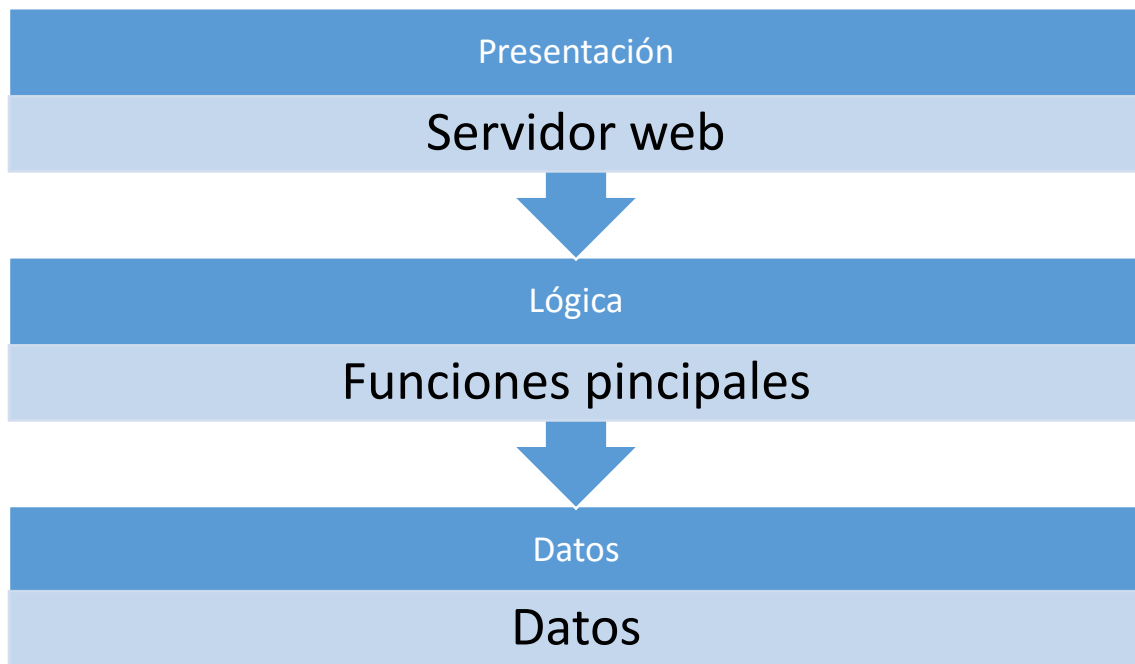 Presentación
Servidor web
Lógica
Funciones pincipales
Datos
Datos